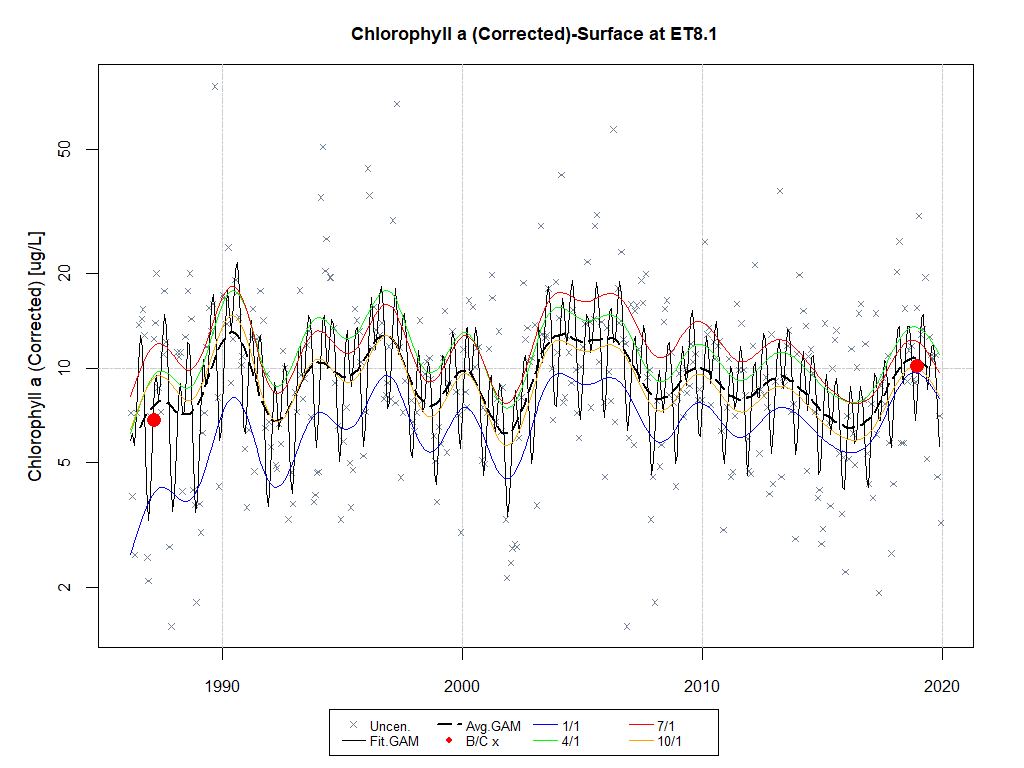 Chlorophyll a (Corrected)-Surface at ET8.1
Chlorophyll a (Corrected) [ug/L]
50
20
10
5
2
1990
2000
2010
2020
Uncen. Avg.GAM 1/1 7/1
Fit.GAM B/C x 4/1 10/1